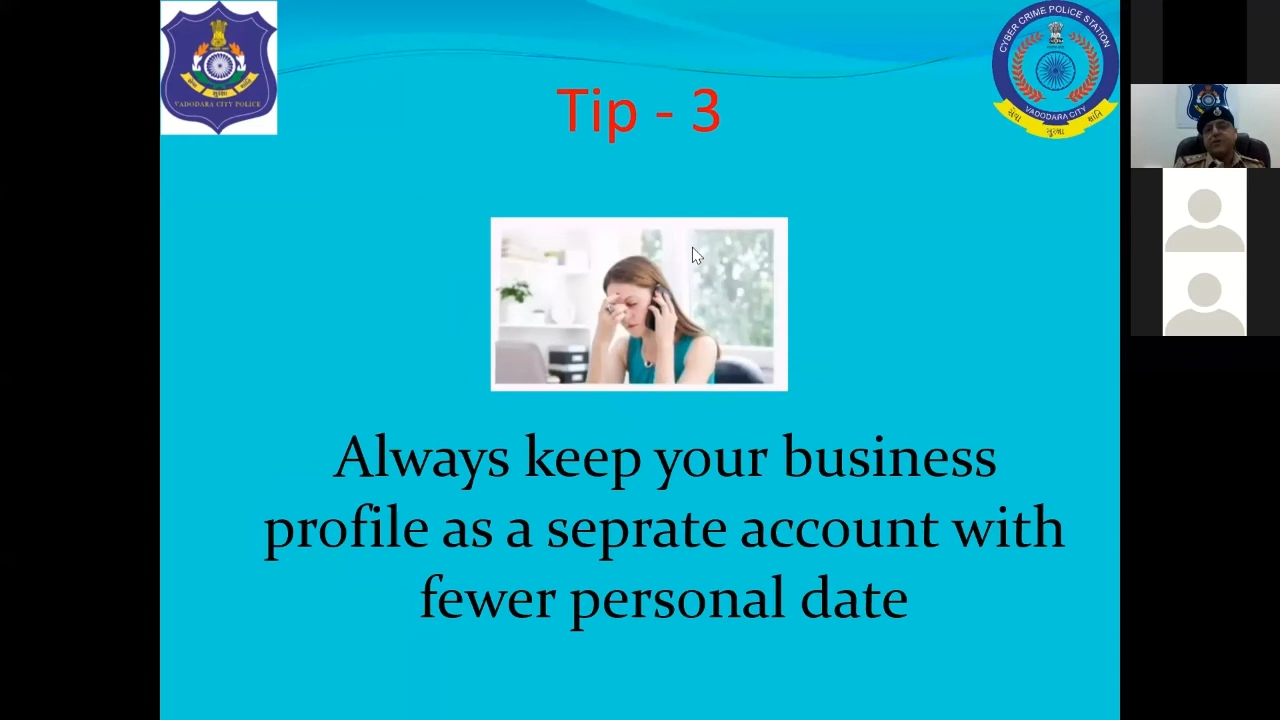 VADODARA CITY POLICE
CYBER CRIME POLICE STATION
VADODARA CITY
સેવા
સુરક્ષા
શાંતિ
Tip - 3
Always keep your business
profile as a seprate account with
fewer personal date